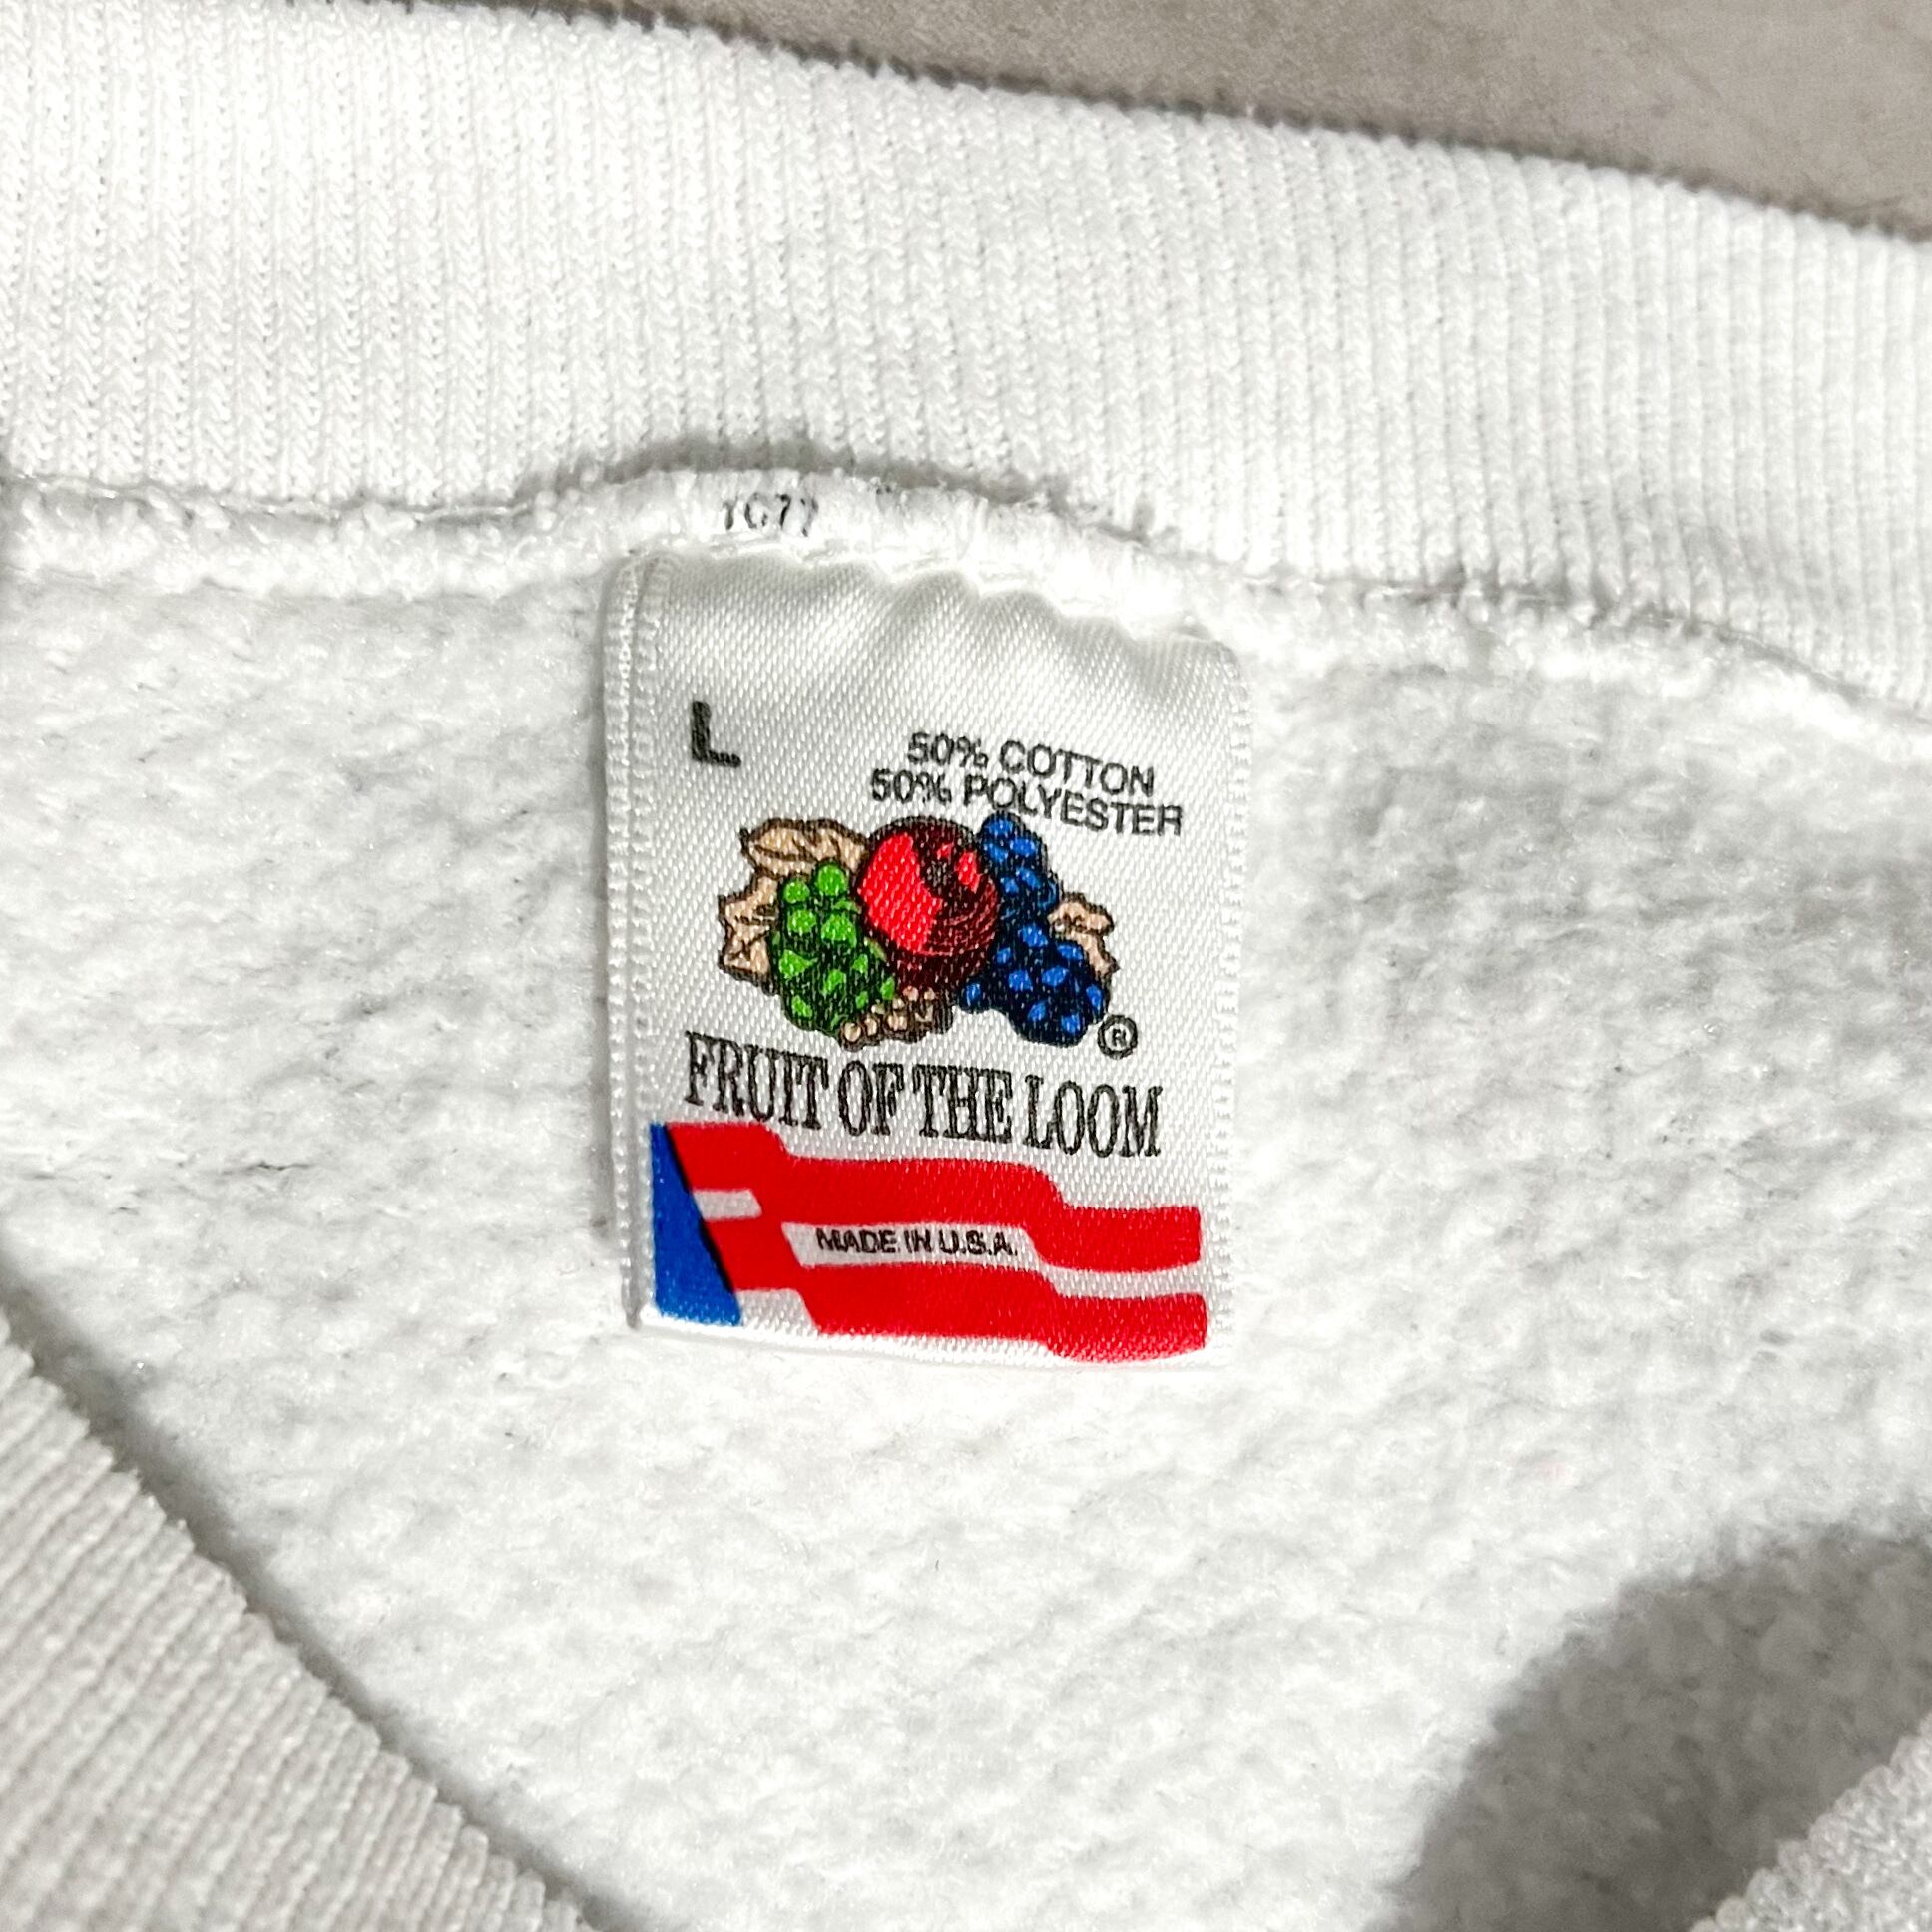 L
50% COTTON
50% POLYESTER
®
FRUIT OF THE LOOM
MADE IN U.S.A.